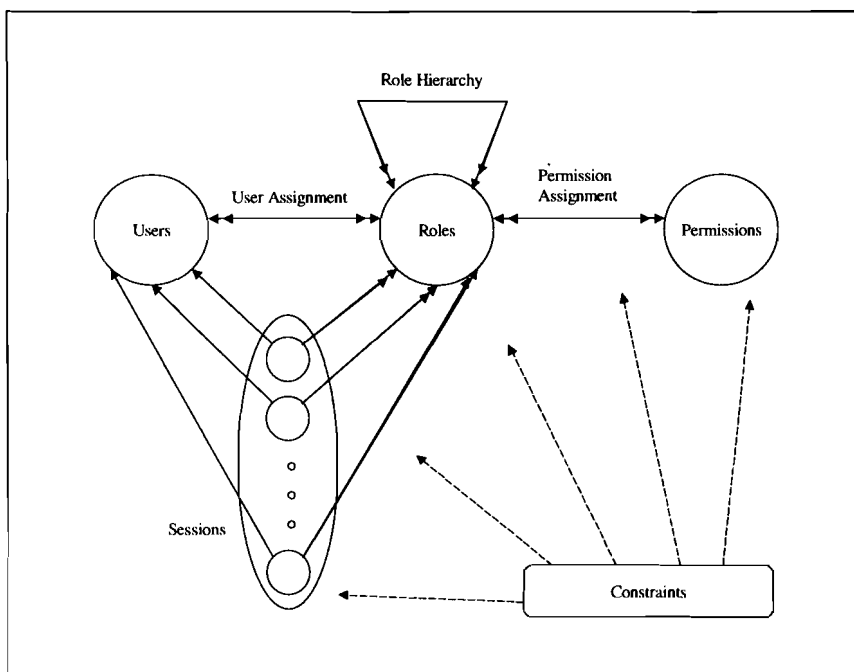 Role Hierarchy
User Assignment
Permission
Assignment
Users
Roles
Permissions
Sessions
Constraints